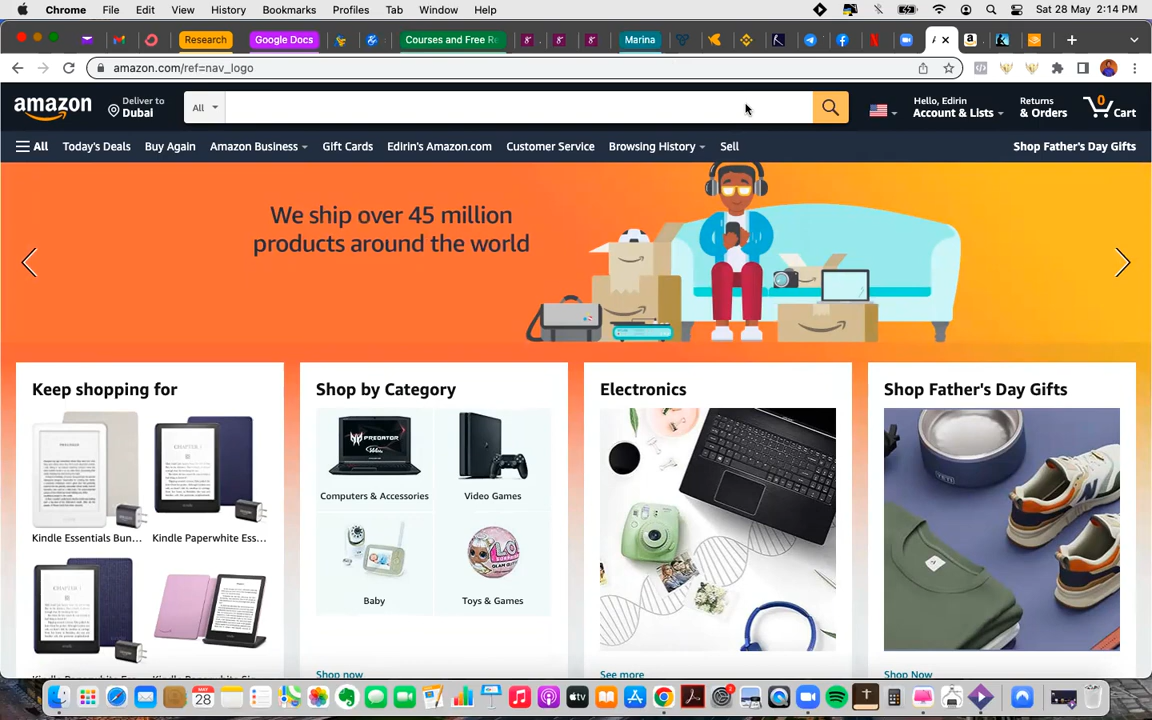 Chrome File Edit View History Bookmarks Profiles Tab Window Help Sat 28 May 2:14 PM
Research Google Docs Courses and Free Re Marina
amazon.com/ref=nav_logo
amazon Deliver to Dubai All Hello, Edirin Account & Lists Returns & Orders 0 Cart
All Today's Deals Buy Again Amazon Business Gift Cards Edirin's Amazon.com Customer Service Browsing History Sell Shop Father's Day Gifts
We ship over 45 million
products around the world
Keep shopping for
Kindle Essentials Bun... Kindle Paperwhite Ess...
Shop by Category
PREDATOR
Computers & Accessories Video Games
Baby Toys & Games
Shop now
Electronics
See more
Shop Father's Day Gifts
YETI
Shop Now